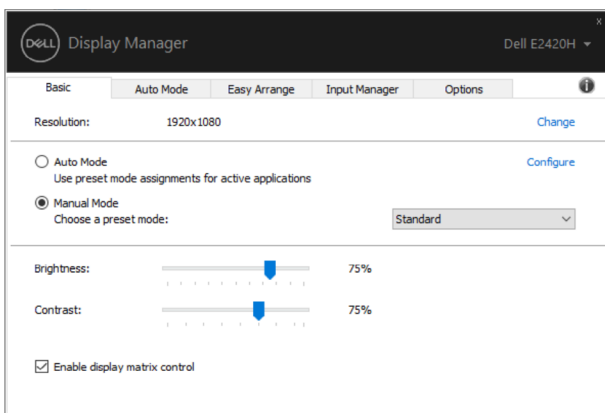 x
DELL Display Manager Dell E2420H
Basic Auto Mode Easy Arrange Input Manager Options i
Resolution: 1920x1080 Change
Auto Mode Configure
Use preset mode assignments for active applications
Manual Mode
Choose a preset mode: Standard
Brightness: 75%
Contrast: 75%
Enable display matrix control